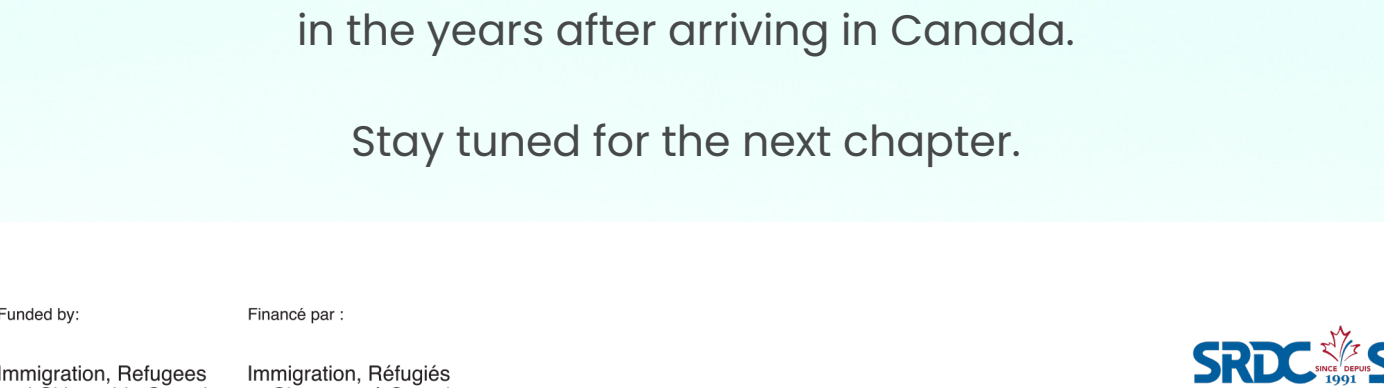 in the years after arriving in Canada.
Stay tuned for the next chapter.
Funded by: Financé par :
Immigration, Refugees Immigration, Réfugiés
SRDC SINCE DEPUIS 1991 S